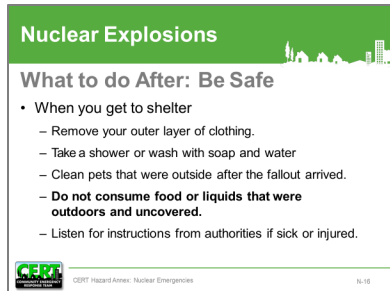 Nuclear Explosions
What to do After: Be Safe
• When you get to shelter
– Remove your outer layer of clothing.
– Take a shower or wash with soap and water
– Clean pets that were outside after the fallout arrived.
– Do not consume food or liquids that were
outdoors and uncovered.
– Listen for instructions from authorities if sick or injured.
CERT
COMMUNITY EMERGENCY
RESPONSE TEAM
CERT Hazard Annex: Nuclear Emergencies
N-16